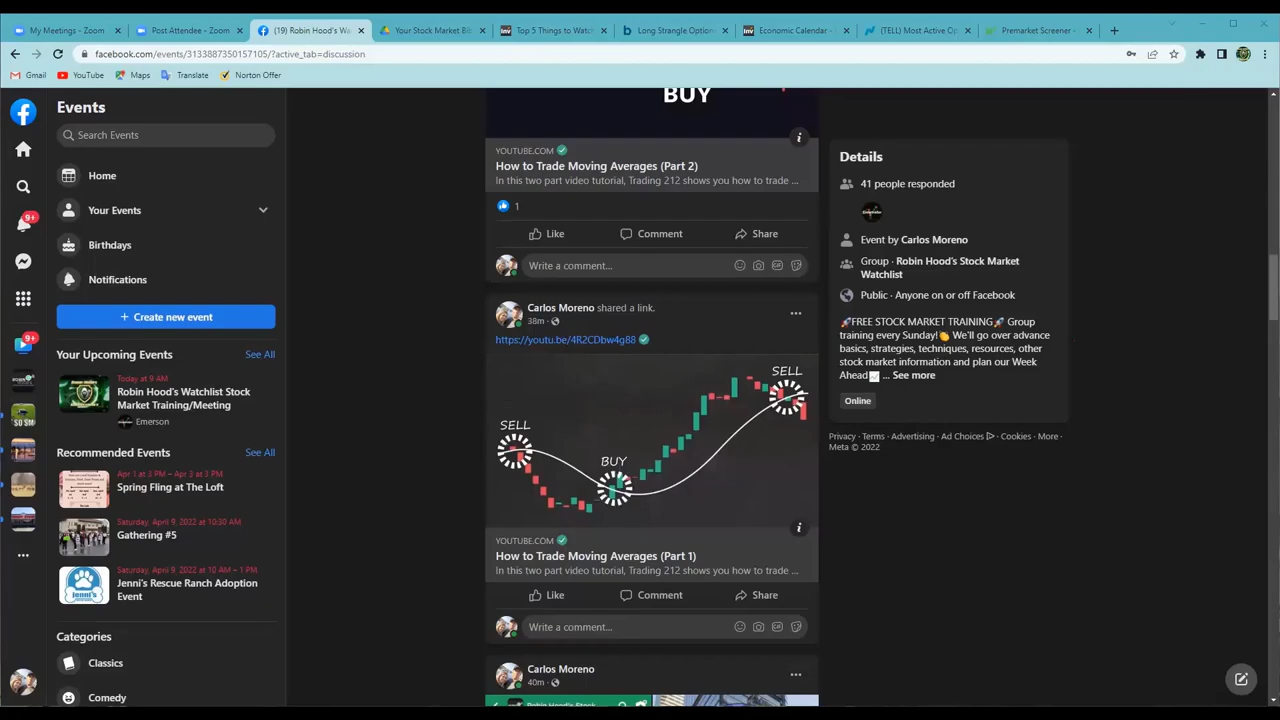 My Meetings - Zoom
Post Attendee - Zoom
(19) Robin Hood's Wa
Your Stock Market Bib
Top 5 Things to Watch
Long Strangle Option
Economic Calendar -
(TELL) Most Active Op
Premarket Screener -
facebook.com/events/3133887350157105/?active_tab=discussion
Gmail
YouTube
Maps
Translate
Norton Offer
Events
Search Events
Home
Your Events
Birthdays
Notifications
+ Create new event
Your Upcoming Events
See All
Today at 9 AM
Robin Hood's Watchlist Stock
Market Training/Meeting
Emerson
Recommended Events
See All
Apr 1 at 3 PM – Apr 3 at 3 PM
Spring Fling at The Loft
Saturday, April 9, 2022 at 10:30 AM
Gathering #5
Saturday, April 9, 2022 at 10 AM – 1 PM
Jenni's Rescue Ranch Adoption
Event
Categories
Classics
Comedy
9+
9+
BUY
YOUTUBE.COM
How to Trade Moving Averages (Part 2)
In this two part video tutorial, Trading 212 shows you how to trade ...
1
Like
Comment
Share
Write a comment...
Carlos Moreno shared a link.
38m ·
https://youtu.be/4R2CDbw4g88
SELL
SELL
BUY
YOUTUBE.COM
How to Trade Moving Averages (Part 1)
In this two part video tutorial, Trading 212 shows you how to trade ...
Like
Comment
Share
Write a comment...
Carlos Moreno
40m ·
Robin Hood's Stock
Details
41 people responded
Event by Carlos Moreno
Group · Robin Hood's Stock Market
Watchlist
Public · Anyone on or off Facebook
🚀FREE STOCK MARKET TRAINING🚀 Group
training every Sunday!👏 We'll go over advance
basics, strategies, techniques, resources, other
stock market information and plan our Week
Ahead📈 ... See more
Online
Privacy · Terms · Advertising · Ad Choices · Cookies · More ·
Meta © 2022